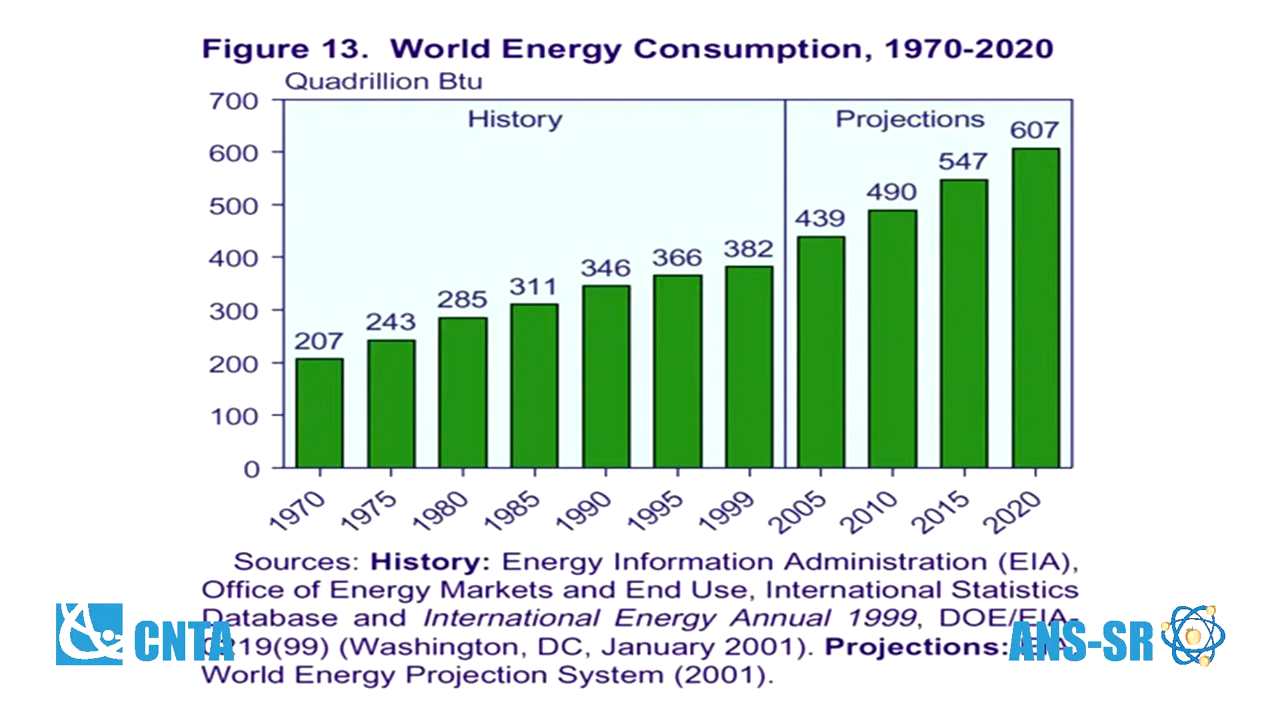 Figure 13. World Energy Consumption, 1970-2020
Quadrillion Btu
700
600
500
400
300
200
100
0
History
Projections
207
243
285
311
346
366
382
439
490
547
607
1970
1975
1980
1985
1990
1995
1999
2005
2010
2015
2020
Sources: History: Energy Information Administration (EIA),
Office of Energy Markets and End Use, International Statistics
Database and International Energy Annual 1999, DOE/EIA-
219(99) (Washington, DC, January 2001). Projections:
World Energy Projection System (2001).
CNTA
ANS-SR